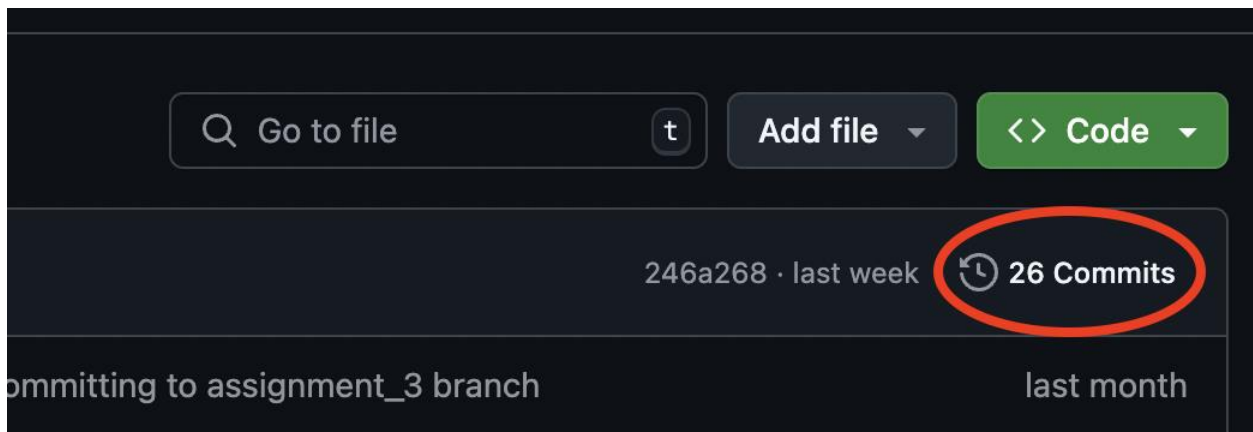 Go to file t Add file <> Code
246a268 · last week 26 Commits
ommitting to assignment_3 branch last month